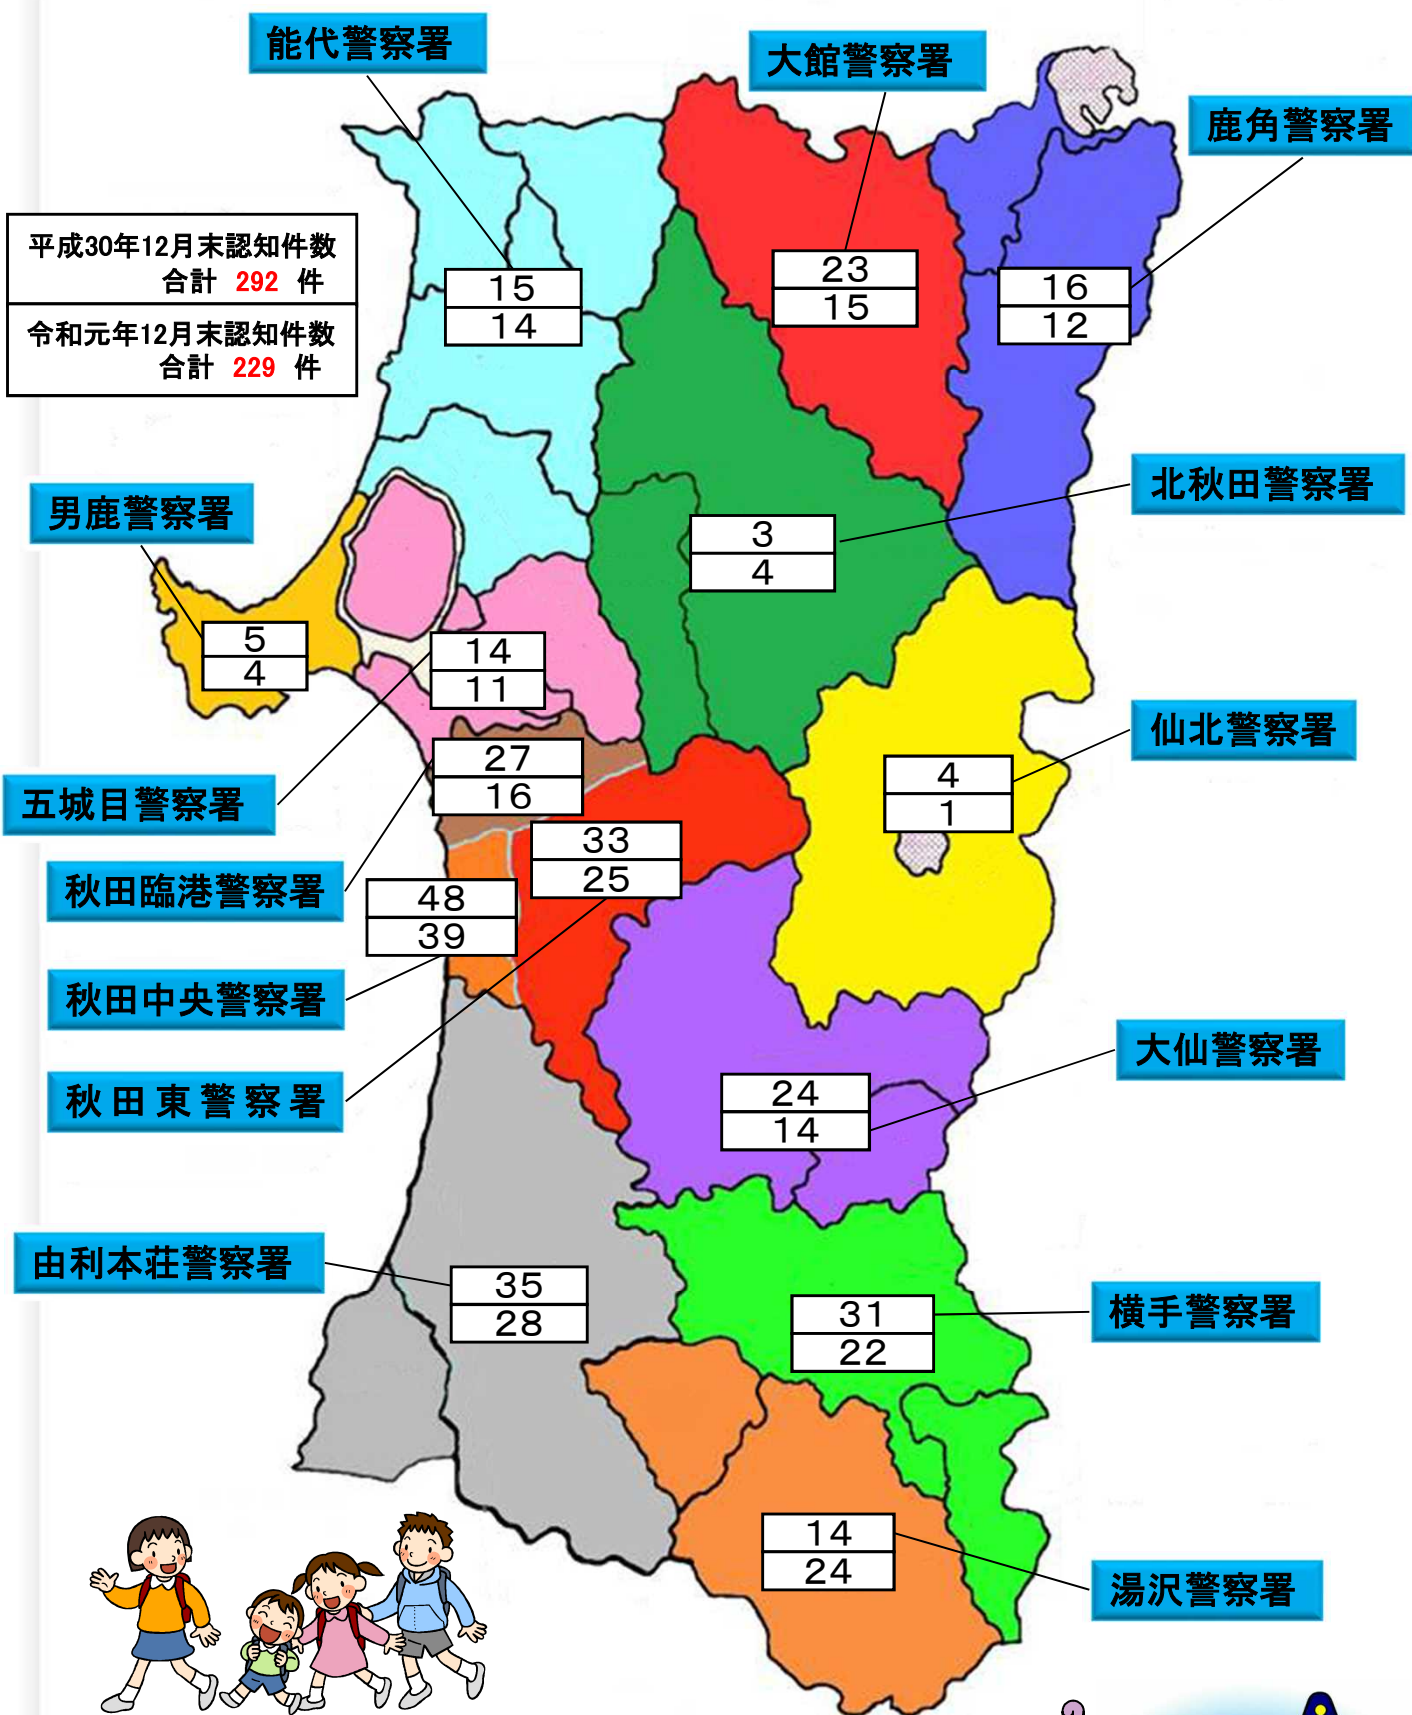 能代警察署
大館警察署
鹿角警察署
平成30年12月末認知件数
合計 292 件
令和元年12月末認知件数
合計 229 件
15
14
23
15
16
12
北秋田警察署
3
4
男鹿警察署
5
4
14
11
仙北警察署
4
1
27
16
五城目警察署
33
25
秋田臨港警察署
48
39
秋田中央警察署
大仙警察署
24
14
秋田東警察署
由利本荘警察署
35
28
横手警察署
31
22
14
24
湯沢警察署